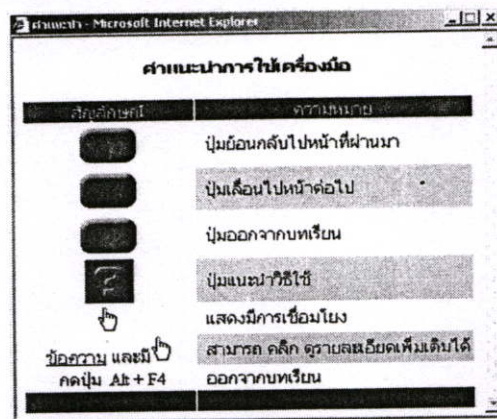 คำแนะนำ - Microsoft Internet Explorer
คำแนะนำการใช้เครื่องมือ
สัญลักษณ์ ความหมาย
ปุ่มย้อนกลับไปหน้าที่ผ่านมา
ปุ่มเลื่อนไปหน้าต่อไป
ปุ่มออกจากบทเรียน
?
ปุ่มแนะนำวิธีใช้
แสดงมีการเชื่อมโยง
ข้อความ และมี สามารถ คลิ๊ก ดูรายละเอียดเพิ่มเติมได้
กดปุ่ม Alt + F4 ออกจากบทเรียน